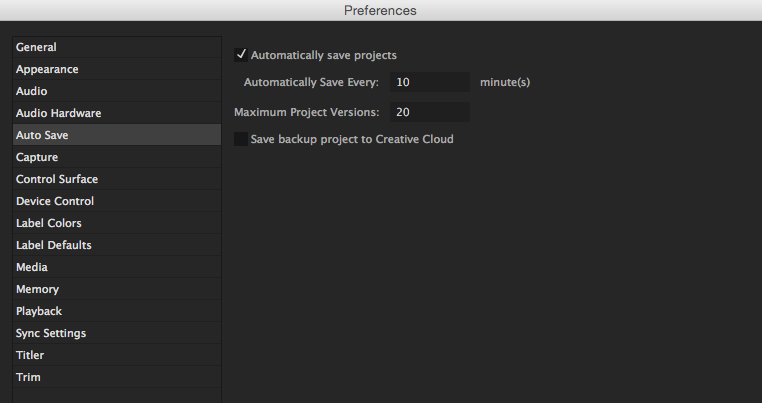 Preferences
General
Appearance
Audio
Audio Hardware
Auto Save
Capture
Control Surface
Device Control
Label Colors
Label Defaults
Media
Memory
Playback
Sync Settings
Titler
Trim
Automatically save projects
Automatically Save Every: 10 minute(s)
Maximum Project Versions: 20
Save backup project to Creative Cloud